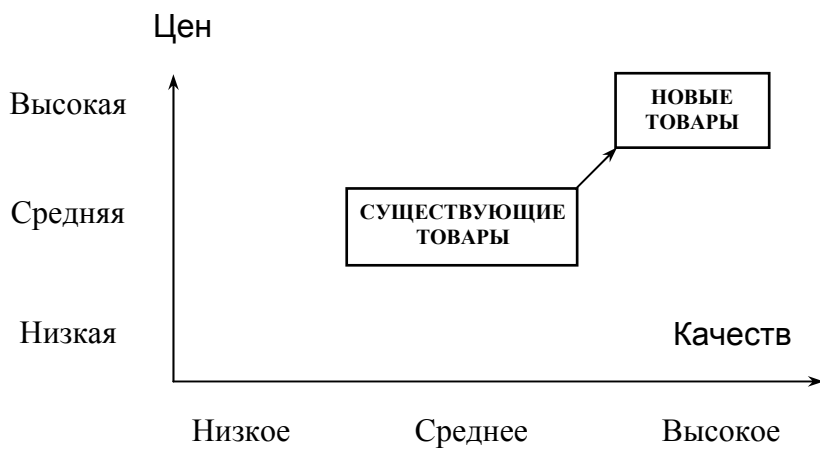 Цен
Высокая
НОВЫЕ
ТОВАРЫ
Средняя
СУЩЕСТВУЮЩИЕ
ТОВАРЫ
Низкая
Качеств
Низкое
Среднее
Высокое